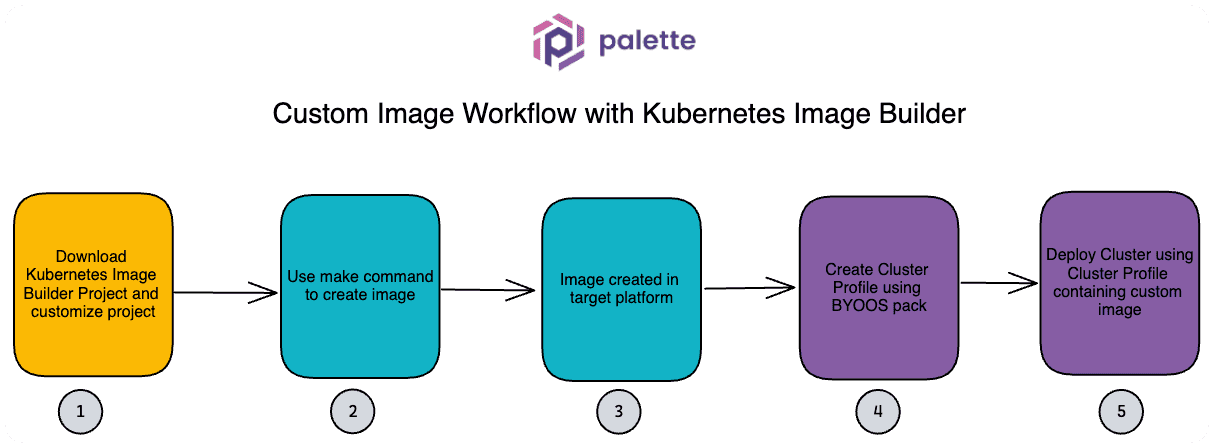 palette
Custom Image Workflow with Kubernetes Image Builder
Download
Kubernetes Image
Builder Project and
customize project
Use make command
to create image
Image created in
target platform
Create Cluster
Profile using
BYOOS pack
Deploy Cluster using
Cluster Profile
containing custom
image
1
2
3
4
5